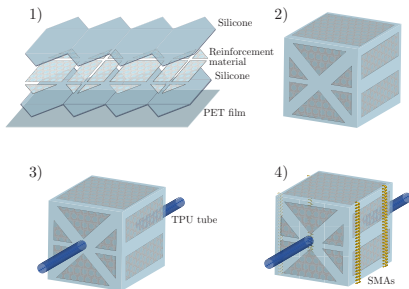 1)
Silicone
Reinforcement
material
Silicone
PET film
2)
3)
TPU tube
4)
SMAs